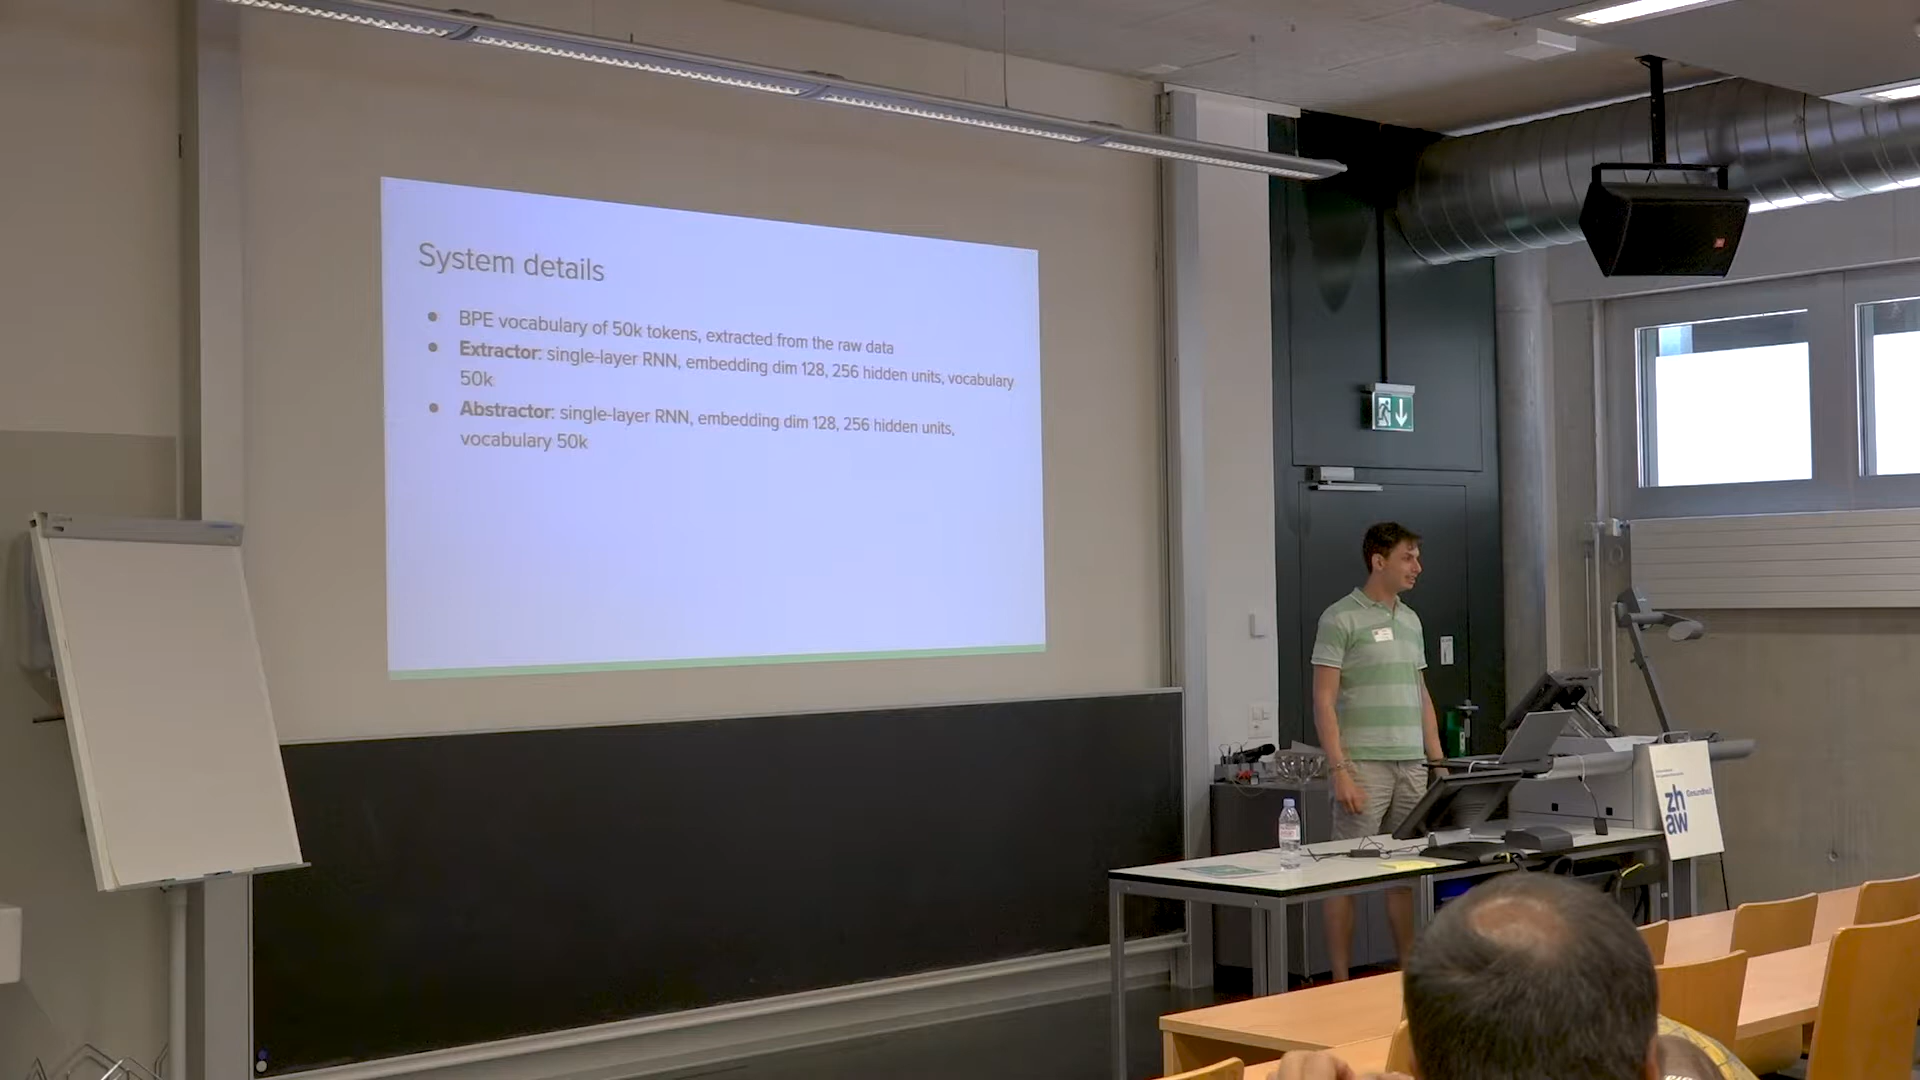 System details
BPE vocabulary of 50k tokens, extracted from the raw data
Extractor: single-layer RNN, embedding dim 128, 256 hidden units, vocabulary
50k
Abstractor: single-layer RNN, embedding dim 128, 256 hidden units,
vocabulary 50k
zh
aw
Gesundheit